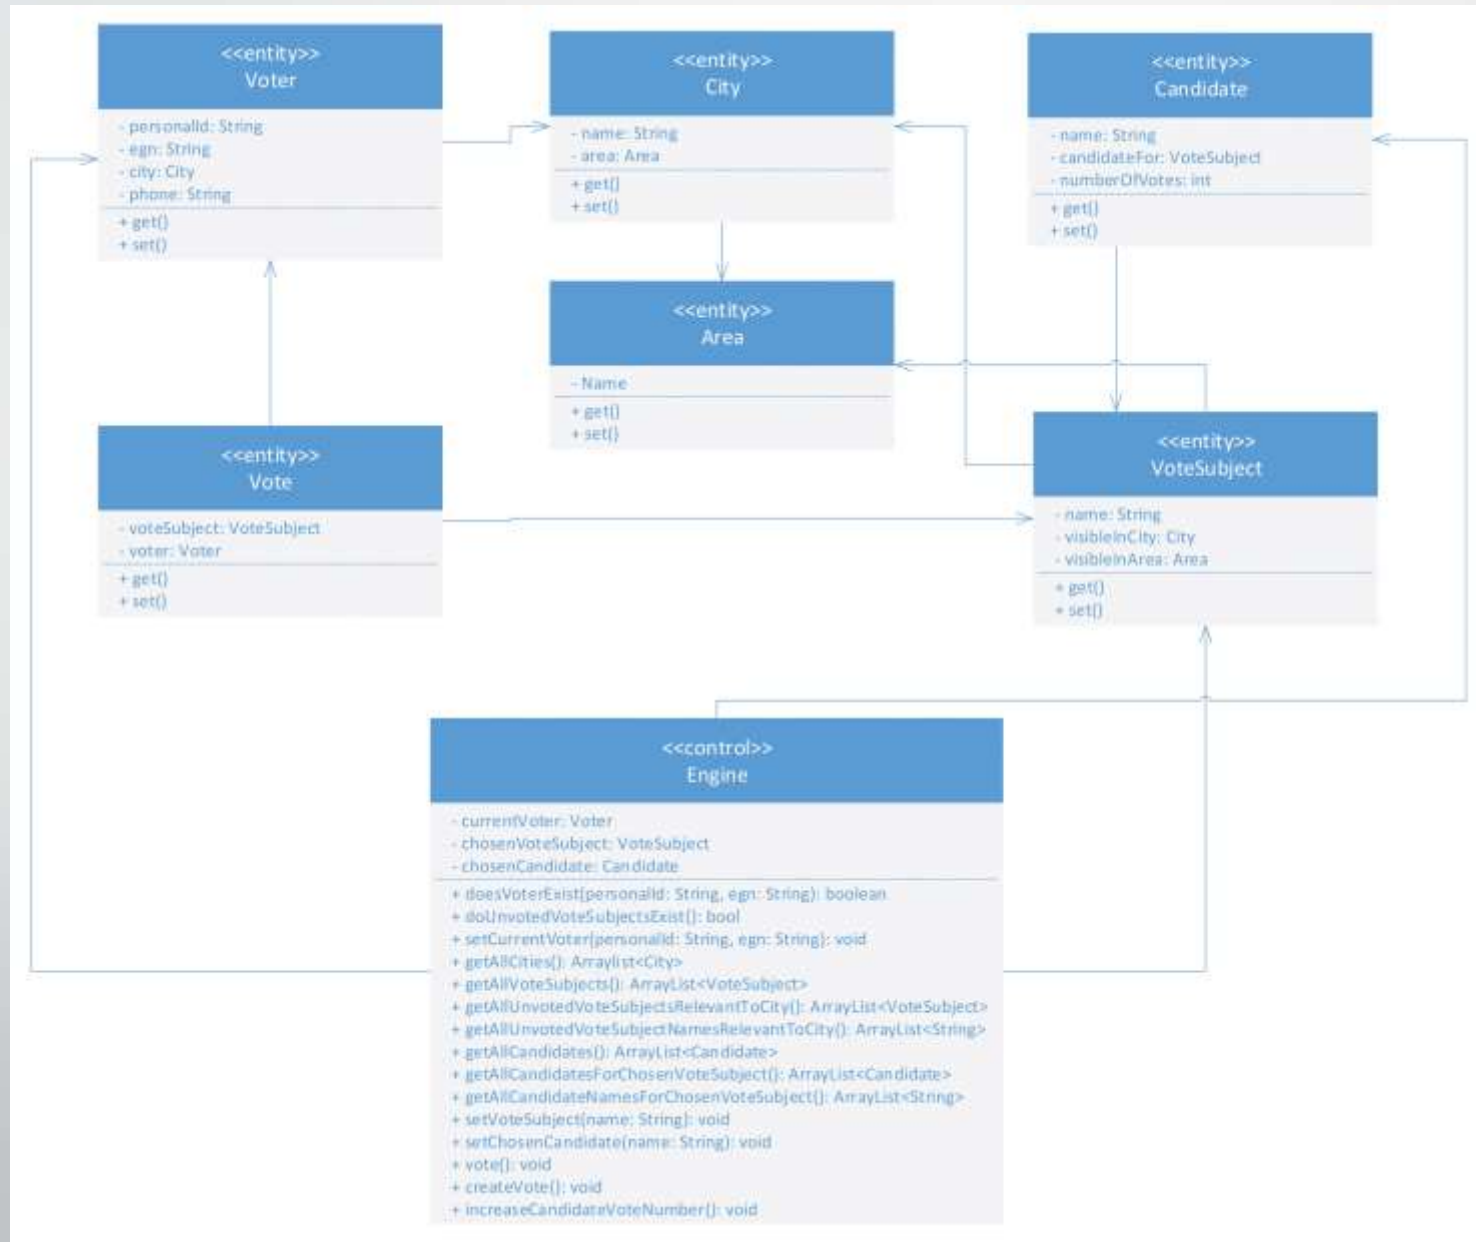 <<entity>>
Voter
- personalId: String
- egn: String
- city: City
- phone: String
+ get()
+ set()
<<entity>>
City
- name: String
- area: Area
+ get()
+ set()
<<entity>>
Candidate
- name: String
- candidateFor: VoteSubject
- numberOfVotes: int
+ get()
+ set()
<<entity>>
Area
- Name
+ get()
+ set()
<<entity>>
Vote
- voteSubject: VoteSubject
- voter: Voter
+ get()
+ set()
<<entity>>
VoteSubject
- name: String
- visibleInCity: City
- visibleInArea: Area
+ get()
+ set()
<<control>>
Engine
- currentVoter: Voter
- chosenVoteSubject: VoteSubject
- chosenCandidate: Candidate
+ doesVoterExist(personalId: String, egn: String): boolean
+ doUnvotedVoteSubjectsExist(): bool
+ setCurrentVoter(personalId: String, egn: String): void
+ getAllCities(): Arraylist<City>
+ getAllVoteSubjects(): ArrayList<VoteSubject>
+ getAllUnvotedVoteSubjectsRelevantToCity(): ArrayList<VoteSubject>
+ getAllUnvotedVoteSubjectNamesRelevantToCity(): ArrayList<String>
+ getAllCandidates(): ArrayList<Candidate>
+ getAllCandidatesForChosenVoteSubject(): ArrayList<Candidate>
+ getAllCandidateNamesForChosenVoteSubject(): ArrayList<String>
+ setVoteSubject(name: String): void
+ setChosenCandidate(name: String): void
+ vote(): void
+ createVote(): void
+ increaseCandidateVoteNumber(): void